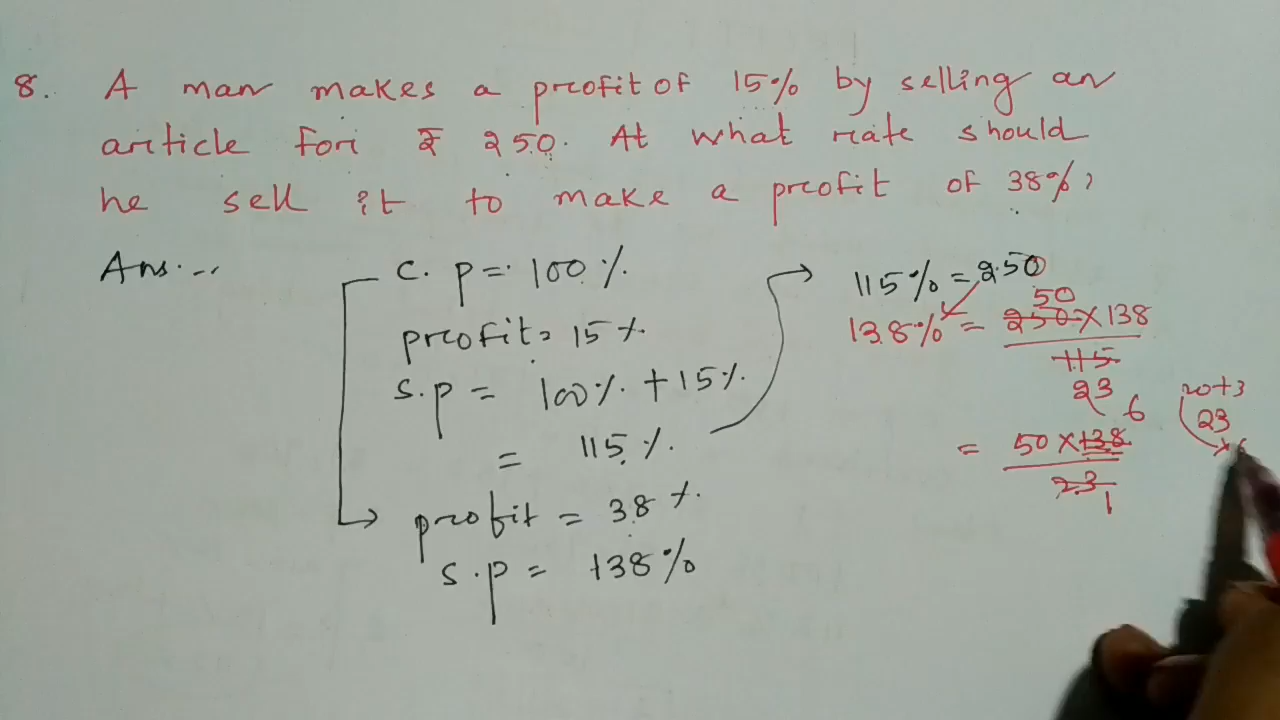 8. A man makes a profit of 15% by selling an
article for ₹ 250. At what rate should
he sell it to make a profit of 38%?
Ans...
C.P = 100%
profit = 15%
S.P = 100% + 15%
= 115%
profit = 38%
S.P = 138%
115% = 250
50
138% = 250 × 138
115
23
6
= 50 × 138
23
1
20+3
23
×6